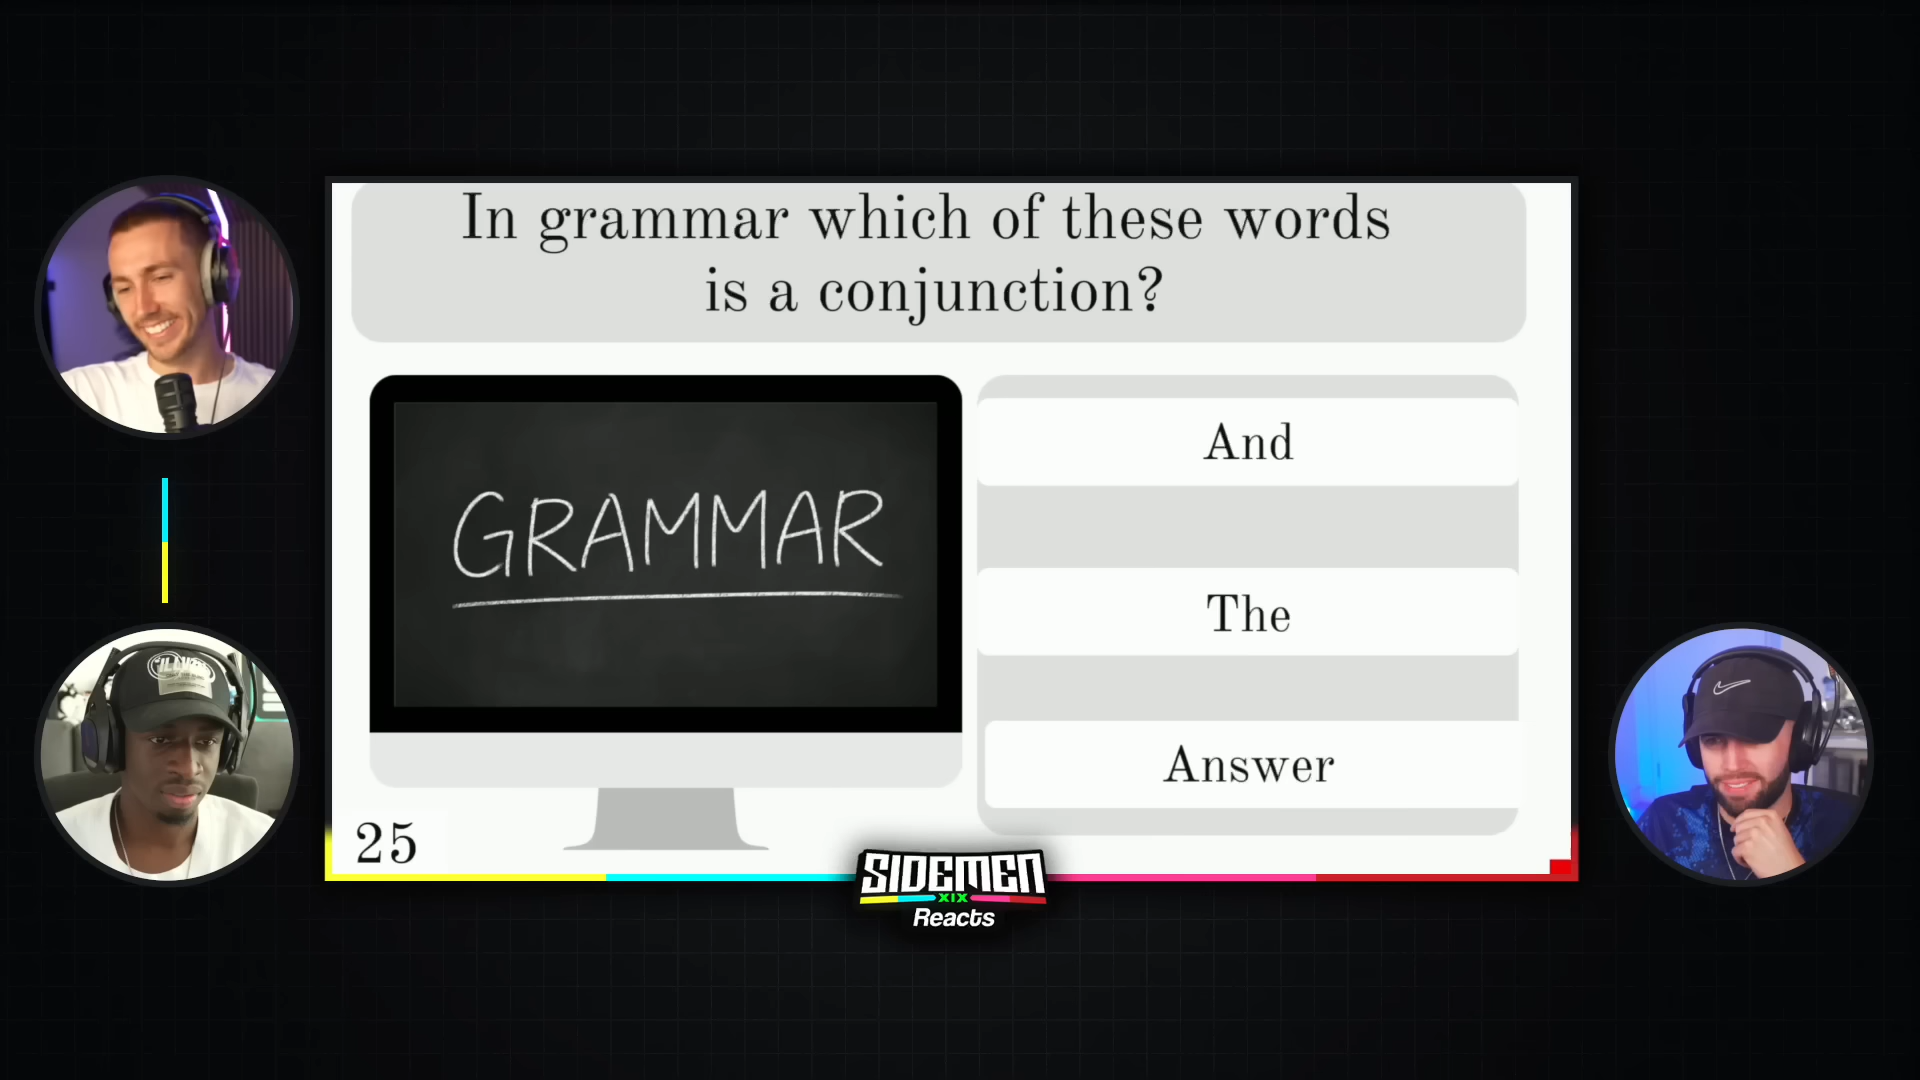 In grammar which of these words
is a conjunction?
GRAMMAR
And
The
Answer
25
SIDEMEN
XIX
Reacts